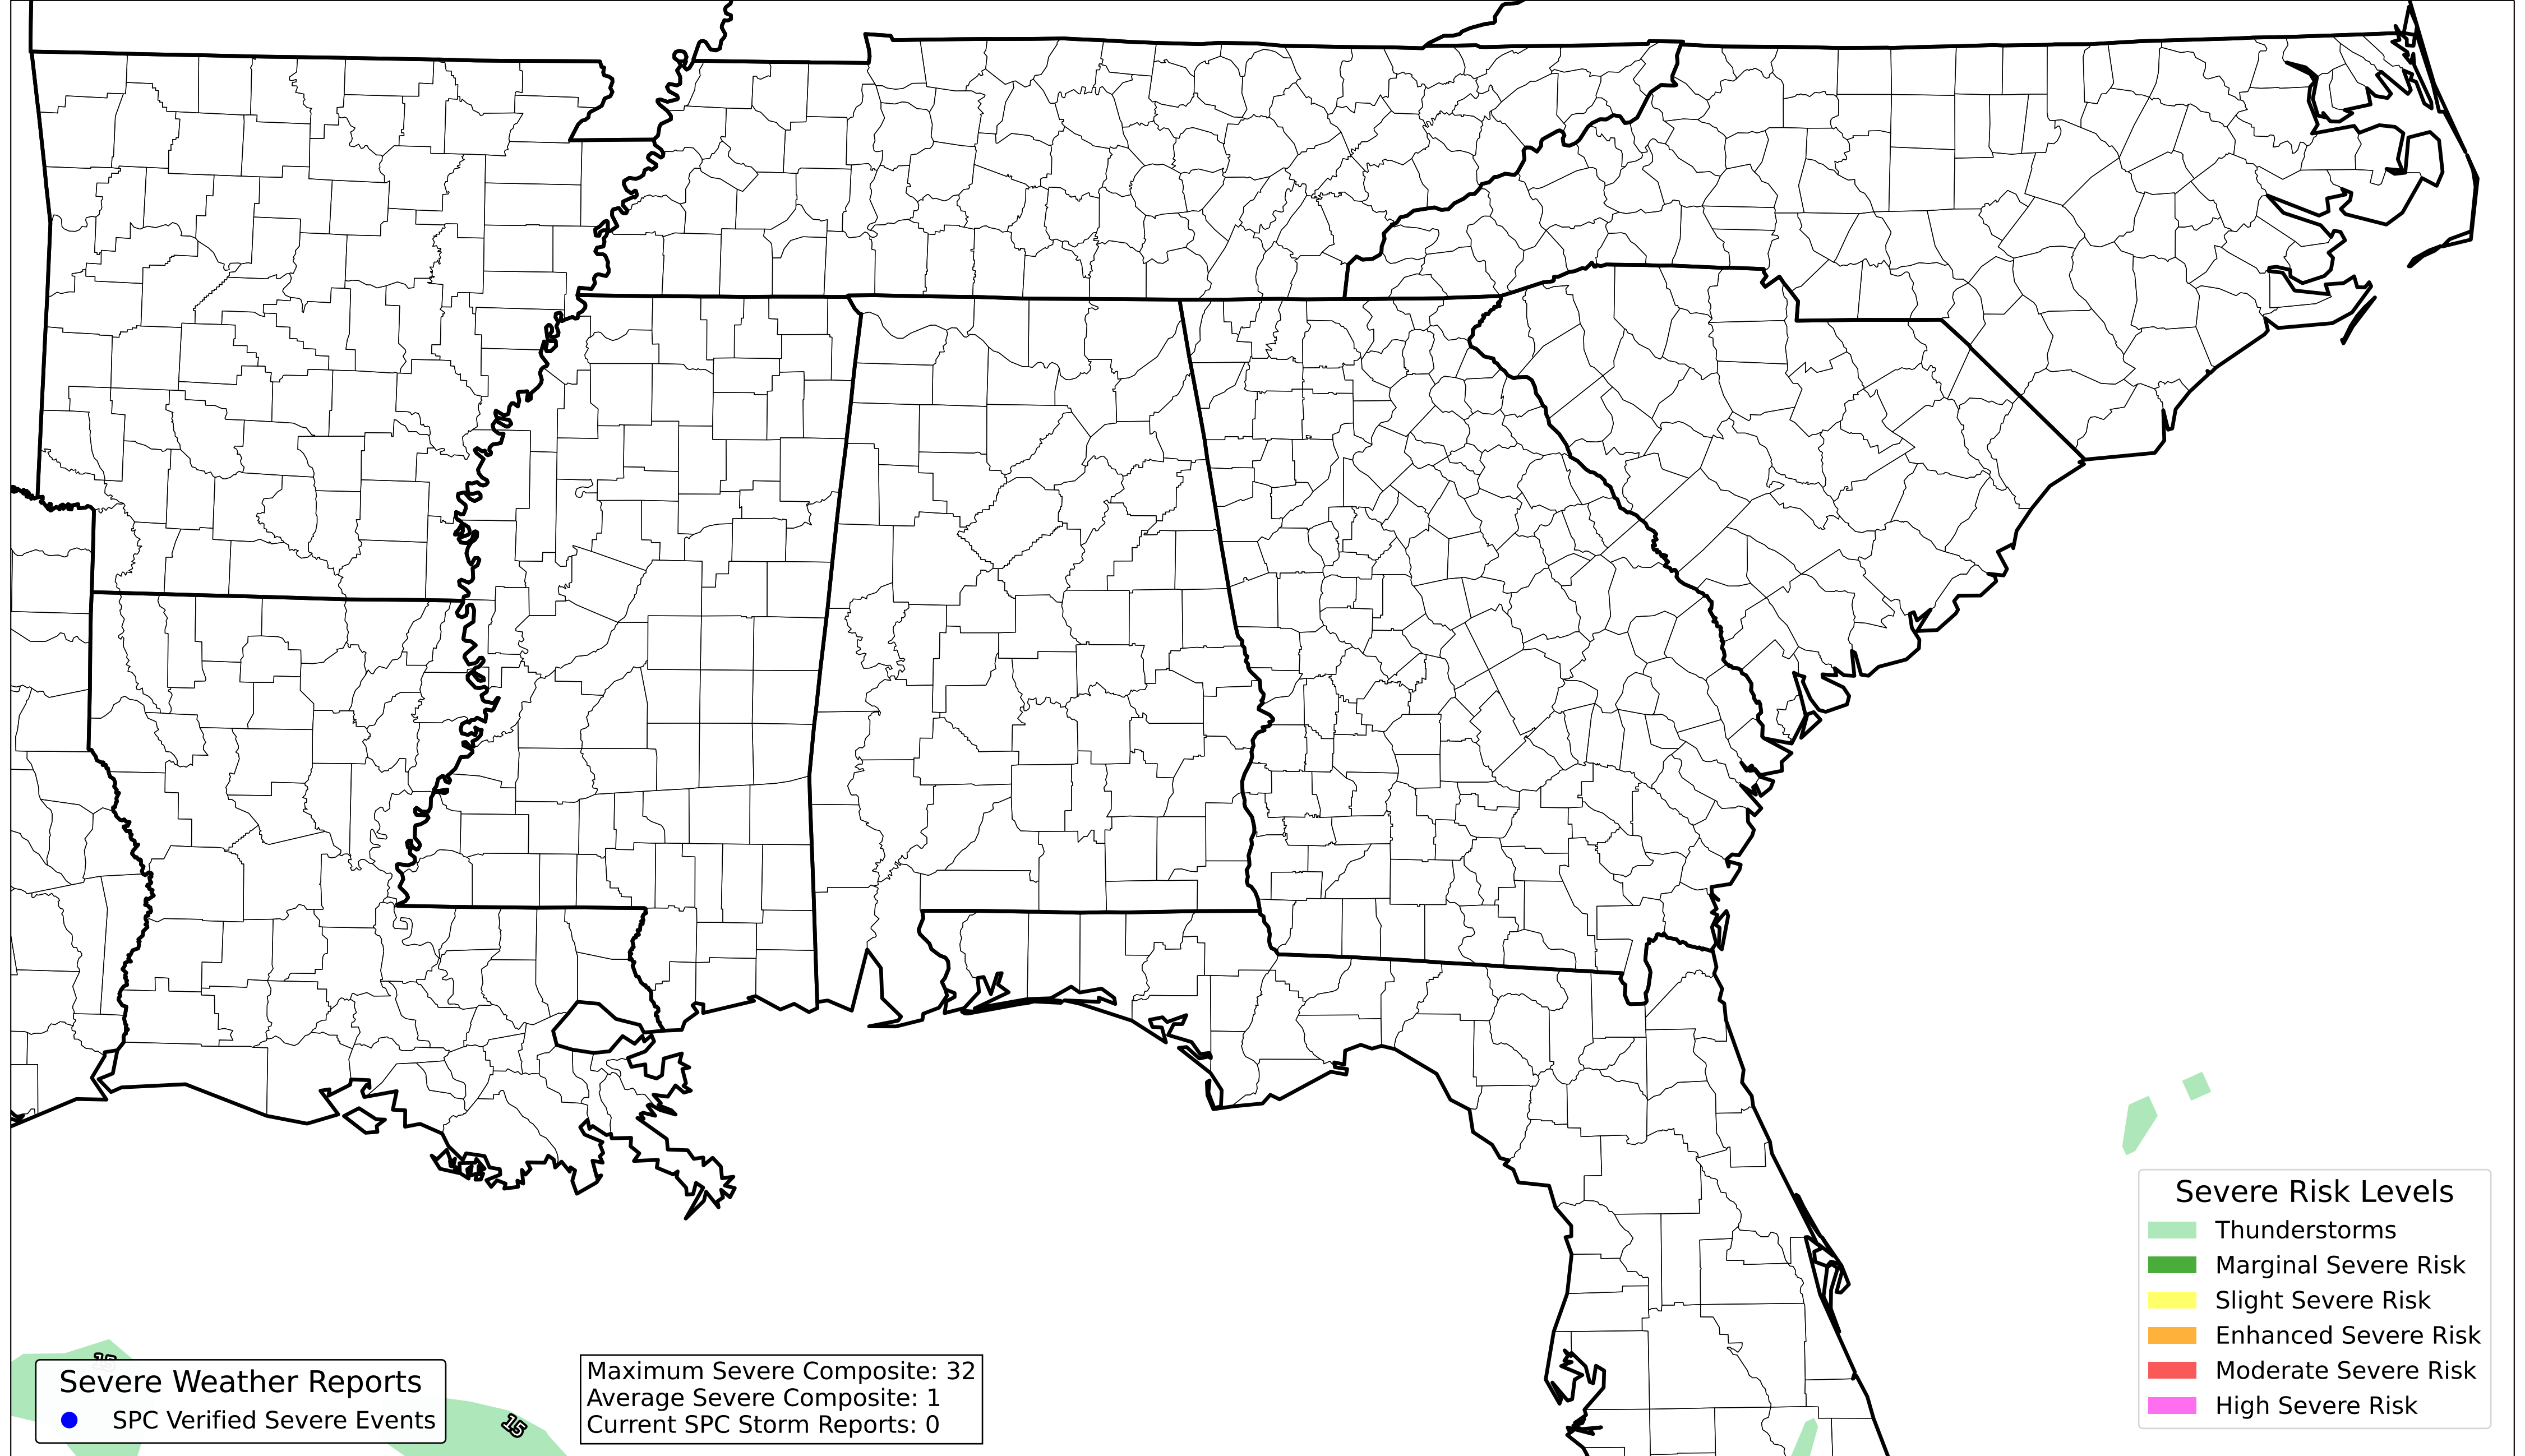 Severe Risk Levels
Thunderstorms
Marginal Severe Risk
Slight Severe Risk
Enhanced Severe Risk
Moderate Severe Risk
High Severe Risk
Severe Weather Reports
SPC Verified Severe Events
15
Maximum Severe Composite: 32
Average Severe Composite: 1
Current SPC Storm Reports: 0